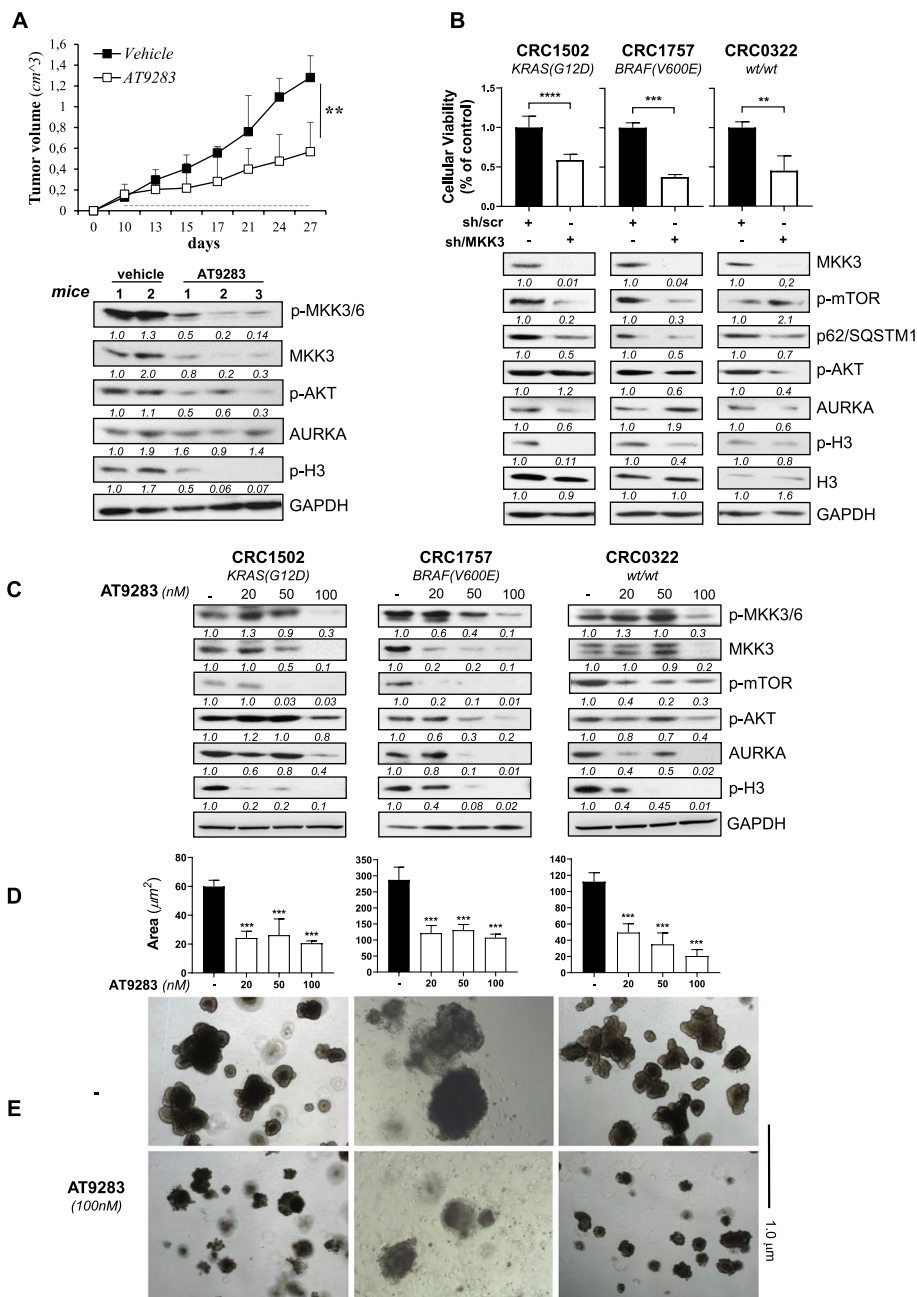 A
Tumor volume (cm^3)
1,6
1,4
1,2
1
0,8
0,6
0,4
0,2
0
Vehicle
AT9283
**
0 10 13 15 17 21 24 27
days
vehicle AT9283
mice 1 2 1 2 3
p-MKK3/6
1.0 1.3 0.5 0.2 0.14
MKK3
1.0 2.0 0.8 0.2 0.3
p-AKT
1.0 1.1 0.5 0.6 0.3
AURKA
1.0 1.9 1.6 0.9 1.4
p-H3
1.0 1.7 0.5 0.06 0.07
GAPDH
B
CRC1502 CRC1757 CRC0322
KRAS(G12D) BRAF(V600E) wt/wt
Cellular Viability
(% of control)
1.5
1.0
0.5
0.0
**** *** **
sh/scr + - + - + -
sh/MKK3 - + - + - +
MKK3
1.0 0.01 1.0 0.04 1.0 0,2
p-mTOR
1.0 0.2 1.0 0.3 1.0 2.1
p62/SQSTM1
1.0 0.5 1.0 0.5 1.0 0.7
p-AKT
1.0 1.2 1.0 0.6 1.0 0.4
AURKA
1.0 0.6 1.0 1.9 1.0 0.6
p-H3
1.0 0.11 1.0 0.4 1.0 0.8
H3
1.0 0.9 1.0 1.0 1.0 1.6
GAPDH
C
CRC1502 CRC1757 CRC0322
KRAS(G12D) BRAF(V600E) wt/wt
AT9283 (nM) - 20 50 100 - 20 50 100 - 20 50 100
p-MKK3/6
1.0 1.3 0.9 0.3 1.0 0.6 0.4 0.1 1.0 1.3 1.0 0.3
MKK3
1.0 1.0 0.5 0.1 1.0 0.2 0.2 0.1 1.0 1.0 0.9 0.2
p-mTOR
1.0 1.0 0.03 0.03 1.0 0.2 0.1 0.01 1.0 0.4 0.2 0.3
p-AKT
1.0 1.2 1.0 0.8 1.0 0.6 0.3 0.2 1.0 0.8 0.7 0.4
AURKA
1.0 0.6 0.8 0.4 1.0 0.8 0.1 0.01 1.0 0.4 0.5 0.02
p-H3
1.0 0.2 0.2 0.1 1.0 0.4 0.08 0.02 1.0 0.4 0.45 0.01
GAPDH
D
Area (μm²)
80
60
40
20
0
*** *** ***
350
300
250
200
150
100
50
0
*** *** ***
140
120
100
80
60
40
20
0
*** *** ***
AT9283 (nM) - 20 50 100 - 20 50 100 - 20 50 100
E
-
AT9283
(100nM)
1.0 μm